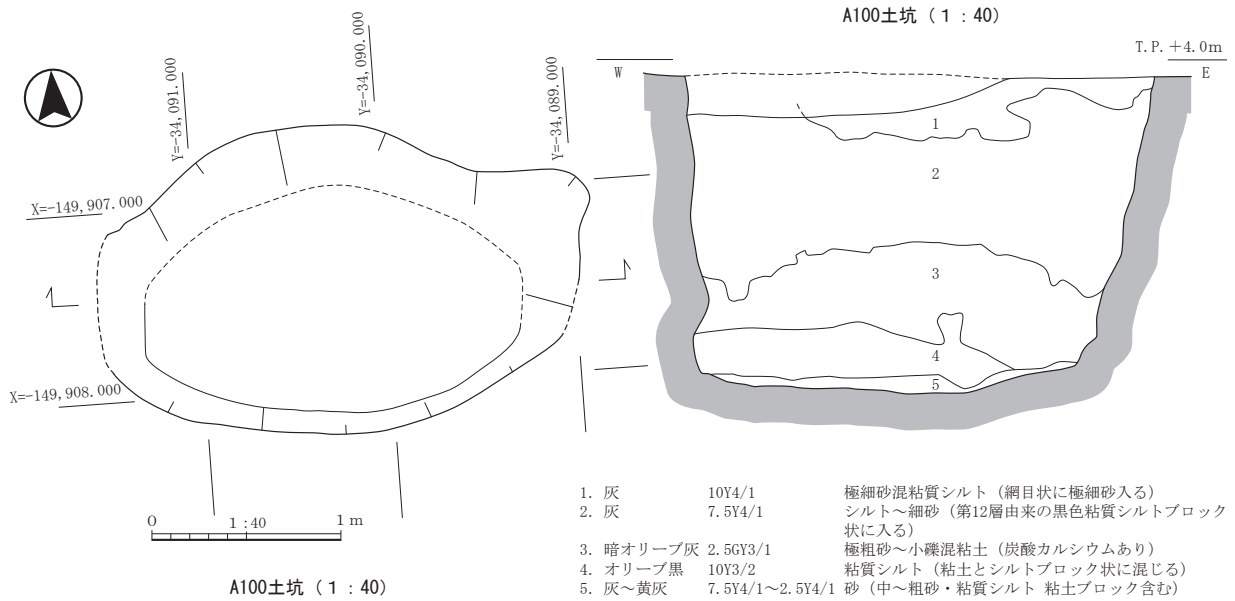 A100土坑（1：40）
T.P.＋4.0m
W
E
Y=-34,091.000
Y=-34,090.000
Y=-34,089.000
X=-149,907.000
X=-149,908.000
1
2
3
4
5
0 1:40 1 m
A100土坑（1：40）
1. 灰 10Y4/1 極細砂混粘質シルト（網目状に極細砂入る）
2. 灰 7.5Y4/1 シルト～細砂（第12層由来の黒色粘質シルトブロック
状に入る）
3. 暗オリーブ灰 2.5GY3/1 極粗砂～小礫混粘土（炭酸カルシウムあり）
4. オリーブ黒 10Y3/2 粘質シルト（粘土とシルトブロック状に混じる）
5. 灰～黄灰 7.5Y4/1～2.5Y4/1 砂（中～粗砂・粘質シルト 粘土ブロック含む）